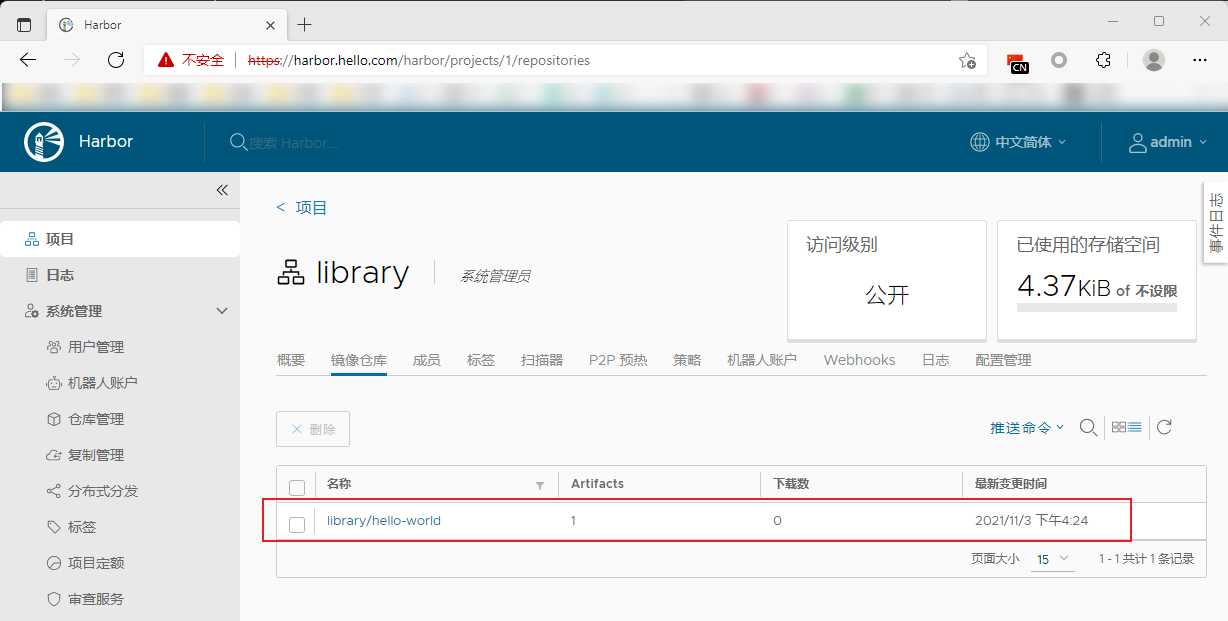 Harbor
不安全 https://harbor.hello.com/harbor/projects/1/repositories
CN
Harbor 搜索 Harbor... 中文简体 admin
< 项目
事件日志
项目
日志
系统管理
用户管理
机器人账户
仓库管理
复制管理
分布式分发
标签
项目定额
审查服务
library 系统管理员
访问级别
公开
已使用的存储空间
4.37KiB of 不设限
概要 镜像仓库 成员 标签 扫描器 P2P 预热 策略 机器人账户 Webhooks 日志 配置管理
× 删除 推送命令
名称 Artifacts 下载数 最新变更时间
library/hello-world 1 0 2021/11/3 下午4:24
页面大小 15 1 - 1 共计 1 条记录